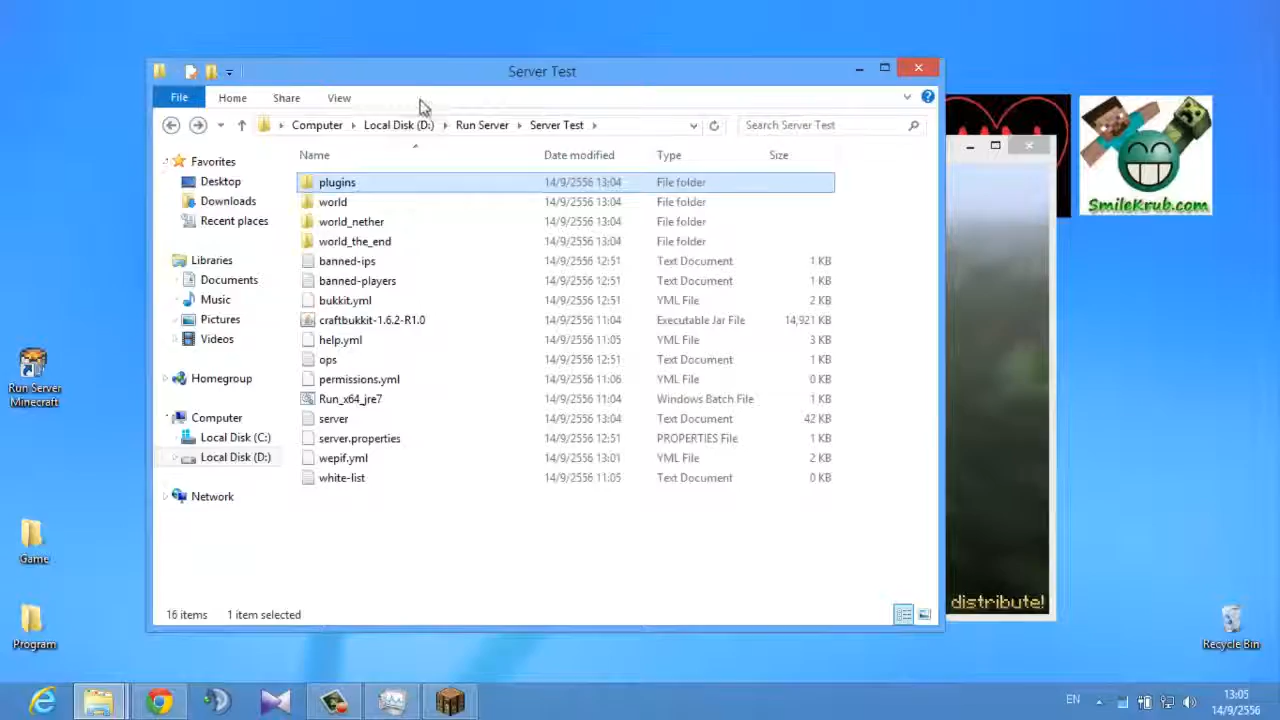 Server Test
File Home Share View
Computer Local Disk (D:) Run Server Server Test Search Server Test
Name Date modified Type Size
Favorites
Desktop
Downloads
Recent places
Libraries
Documents
Music
Pictures
Videos
Homegroup
Computer
Local Disk (C:)
Local Disk (D:)
Network
plugins 14/9/2556 13:04 File folder
world 14/9/2556 13:04 File folder
world_nether 14/9/2556 13:04 File folder
world_the_end 14/9/2556 13:04 File folder
banned-ips 14/9/2556 12:51 Text Document 1 KB
banned-players 14/9/2556 12:51 Text Document 1 KB
bukkit.yml 14/9/2556 12:51 YML File 2 KB
craftbukkit-1.6.2-R1.0 14/9/2556 11:04 Executable Jar File 14,921 KB
help.yml 14/9/2556 11:05 YML File 3 KB
ops 14/9/2556 12:51 Text Document 1 KB
permissions.yml 14/9/2556 11:06 YML File 0 KB
Run_x64_jre7 14/9/2556 11:04 Windows Batch File 1 KB
server 14/9/2556 13:04 Text Document 42 KB
server.properties 14/9/2556 12:51 PROPERTIES File 1 KB
wepif.yml 14/9/2556 13:01 YML File 2 KB
white-list 14/9/2556 11:05 Text Document 0 KB
16 items 1 item selected
SmileKrub.com
distribute!
Run Server
Minecraft
Game
Program
Recycle Bin
EN
13:05
14/9/2556